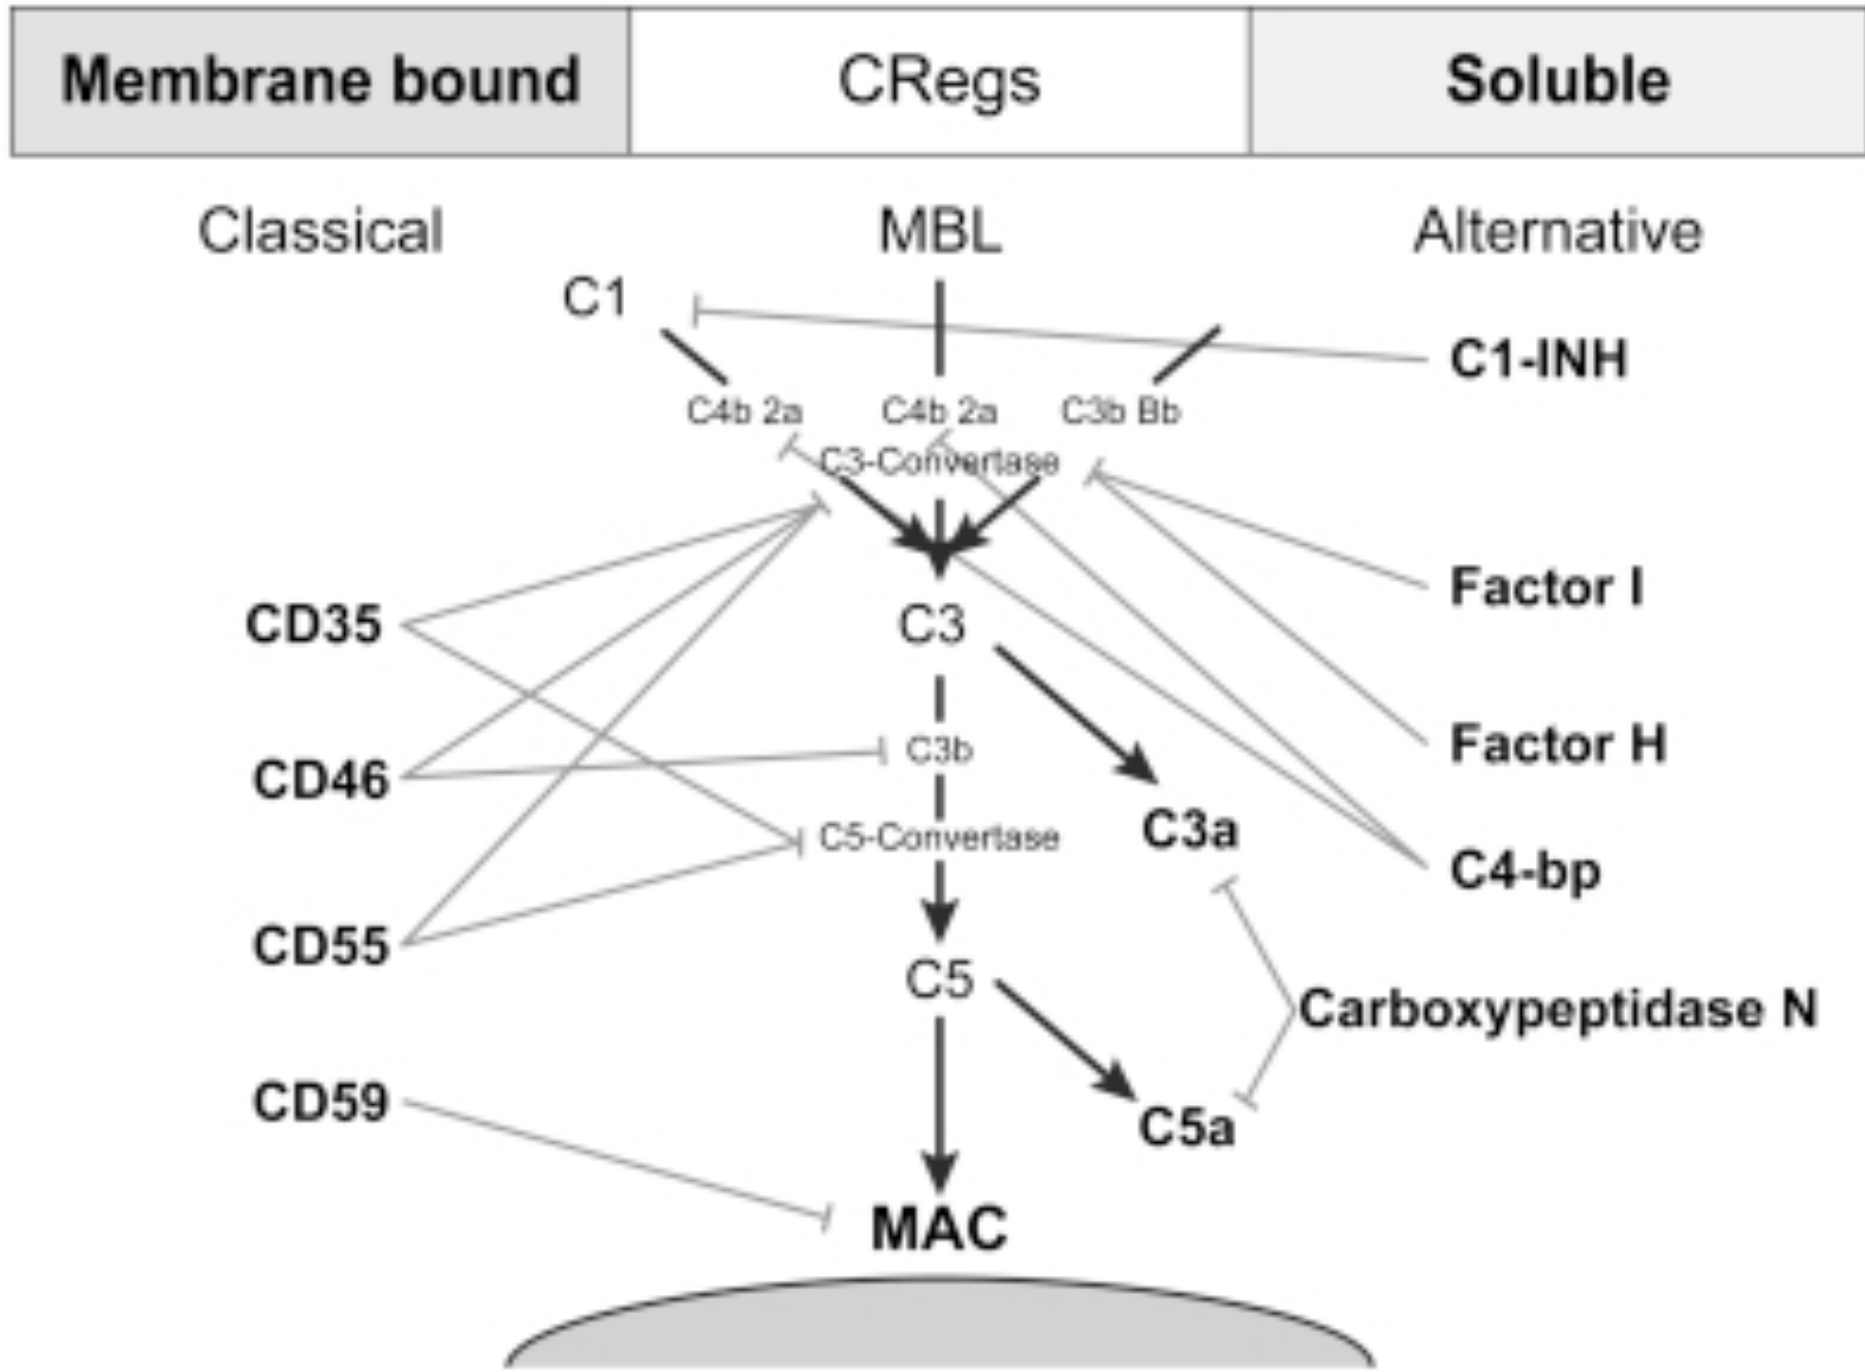 Membrane bound CRegs Soluble
Classical MBL Alternative
C1
C1-INH
C4b 2a C4b 2a C3b Bb
C3-Convertase
Factor I
CD35 C3
Factor H
CD46 C3b
C3a
C5-Convertase
C4-bp
CD55 C5
Carboxypeptidase N
CD59 C5a
MAC